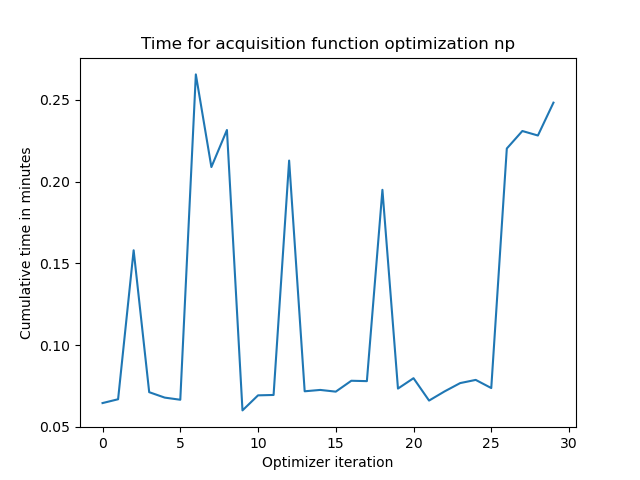 Time for acquisition function optimization np
Cumulative time in minutes
0.25
0.20
0.15
0.10
0.05
0 5 10 15 20 25 30
Optimizer iteration